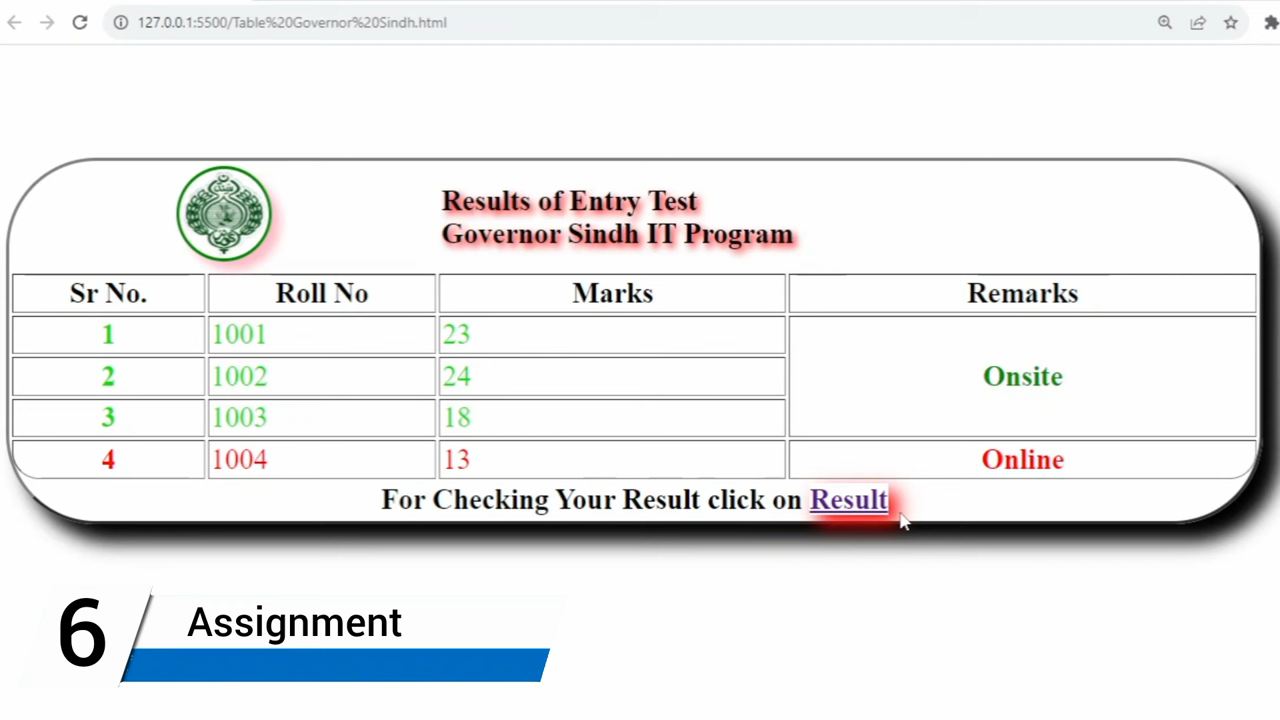 127.0.0.1:5500/Table%20Governor%20Sindh.html
Results of Entry Test
Governor Sindh IT Program
Sr No. Roll No Marks Remarks
1 1001 23 Onsite
2 1002 24
3 1003 18
4 1004 13 Online
For Checking Your Result click on Result
6 Assignment